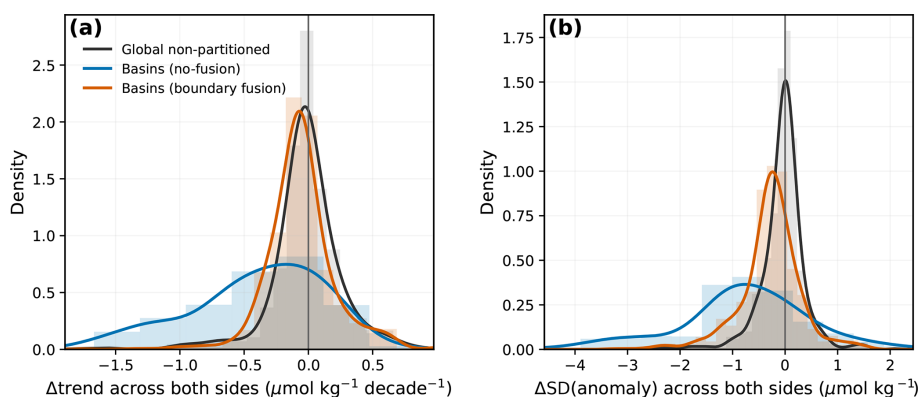 (a)
Global non-partitioned
Basins (no-fusion)
Basins (boundary fusion)
Density
2.5
2.0
1.5
1.0
0.5
0.0
−1.5 −1.0 −0.5 0.0 0.5
Δtrend across both sides (μmol kg⁻¹ decade⁻¹)
(b)
Density
1.75
1.50
1.25
1.00
0.75
0.50
0.25
0.00
−4 −3 −2 −1 0 1 2
ΔSD(anomaly) across both sides (μmol kg⁻¹)